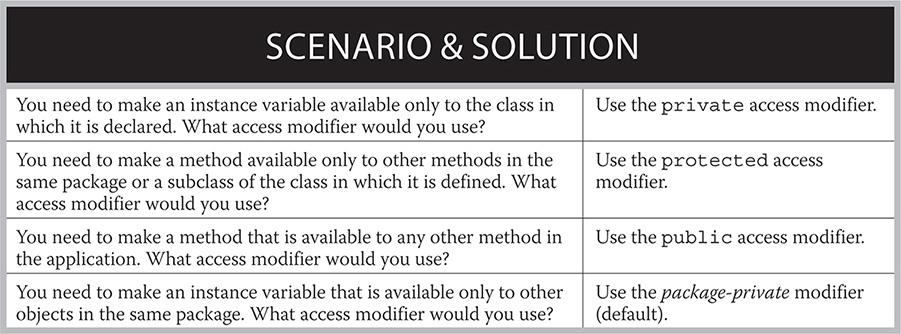 SCENARIO & SOLUTION
You need to make an instance variable available only to the class in
which it is declared. What access modifier would you use?
Use the private access modifier.
You need to make a method available only to other methods in the
same package or a subclass of the class in which it is defined. What
access modifier would you use?
Use the protected access
modifier.
You need to make a method that is available to any other method in
the application. What access modifier would you use?
Use the public access modifier.
You need to make an instance variable that is available only to other
objects in the same package. What access modifier would you use?
Use the package-private modifier
(default).